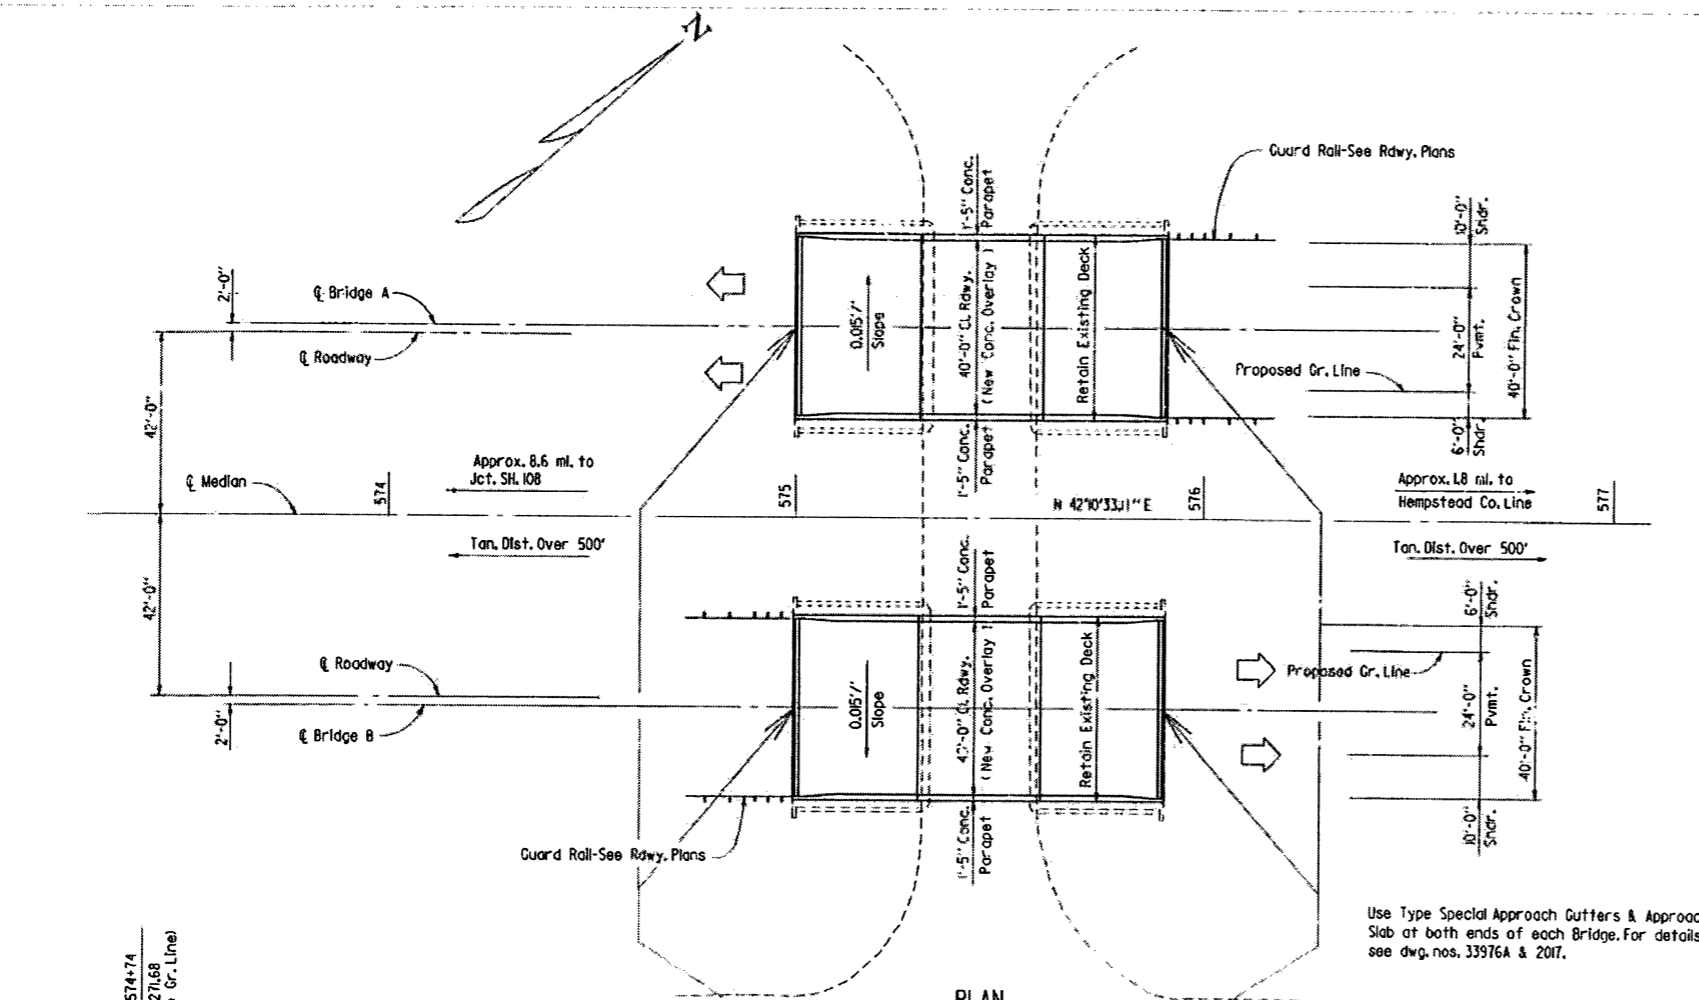 N
Guard Rail-See Rdwy. Plans
1'-5" Conc.
Parapet
10'-0"
Shdr.
2'-0"
℄ Bridge A
℄ Roadway
0.015'/'
Slope
40'-0" Cl. Rdwy.
(New Conc. Overlay)
Retain Existing Deck
24'-0"
Pvmt.
40'-0" Fin. Crown
Proposed Gr. Line
6'-0"
Shdr.
42'-0"
1'-5" Conc.
Parapet
℄ Median
574
Approx. 8.6 mi. to
Jct. SH. 108
575
N 42°10'33.11" E
576
Approx. 1.8 mi. to
Hempstead Co. Line
577
Tan. Dist. Over 500'
Tan. Dist. Over 500'
42'-0"
1'-5" Conc.
Parapet
6'-0"
Shdr.
℄ Roadway
2'-0"
℄ Bridge B
0.015'/'
Slope
40'-0" Cl. Rdwy.
(New Conc. Overlay)
Retain Existing Deck
Proposed Gr. Line
24'-0"
Pvmt.
40'-0" Fin. Crown
Guard Rail-See Rdwy. Plans
1'-5" Conc.
Parapet
10'-0"
Shdr.
Use Type Special Approach Gutters & Approac
Slab at both ends of each Bridge. For details
see dwg. nos. 33976A & 2017.
574+74
271.68
Gr. Line)
PLAN